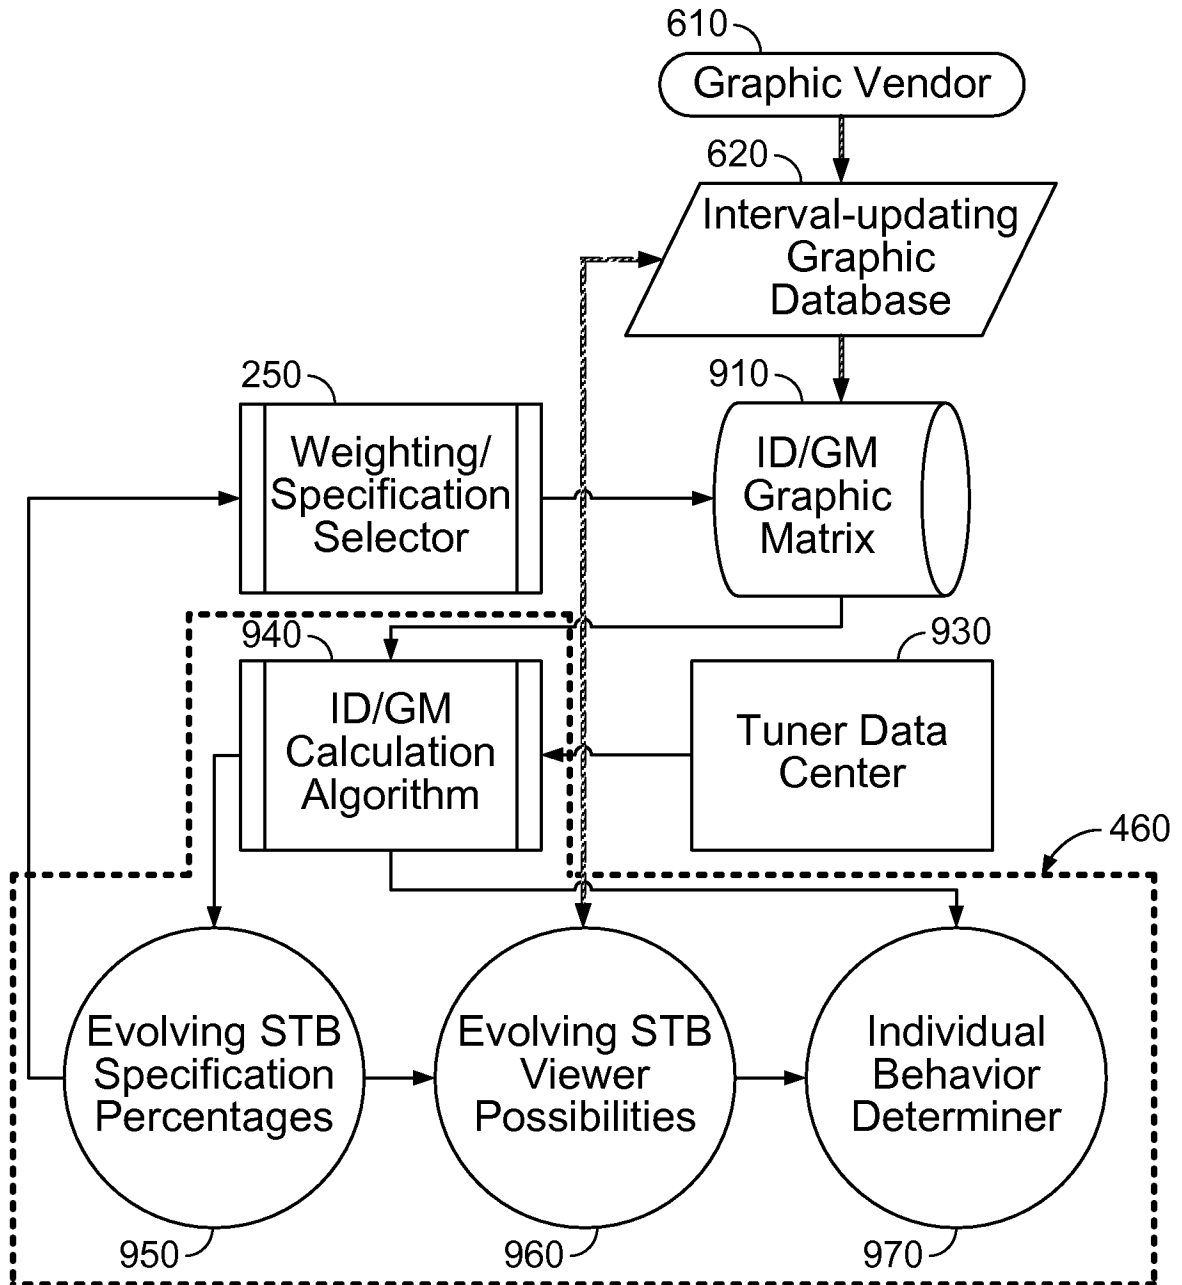 610
Graphic Vendor
620
Interval-updating
Graphic
Database
250
Weighting/
Specification
Selector
910
ID/GM
Graphic
Matrix
940
ID/GM
Calculation
Algorithm
930
Tuner Data
Center
460
Evolving STB
Specification
Percentages
Evolving STB
Viewer
Possibilities
Individual
Behavior
Determiner
950
960
970